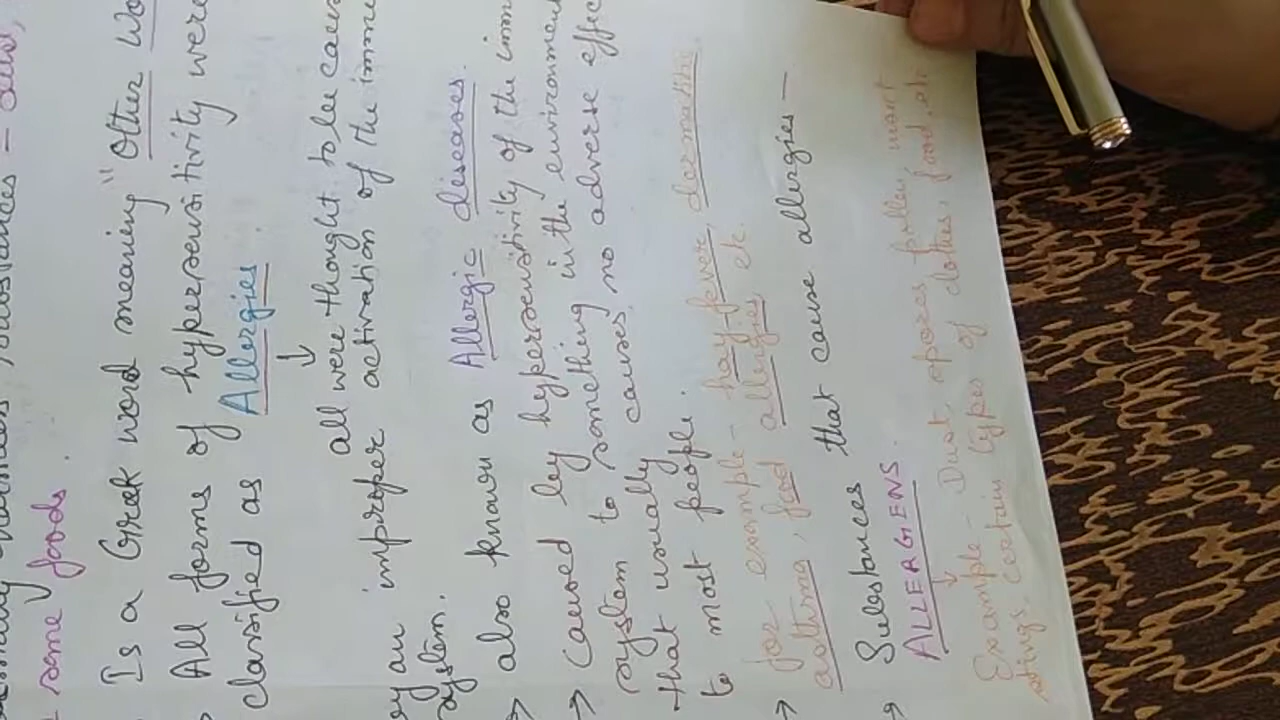 substances - dust,
some foods.
Is a Greek word meaning "Other Wo
All forms of hypersensitivity were
classified as Allergies
↓
all were thought to be caus
by an improper activation of the immu
system.
→ also known as Allergic diseases.
→ Caused by hypersensitivity of the imm
system to something in the environment
that usually causes no adverse effec
to most people.
for example - hay fever, dermatitis
→ asthma, food allergies etc.
→ Substances that cause allergies -
ALLERGENS.
↓
Example - Dust spores pollen,
stings. certain types of clothes, food. etc